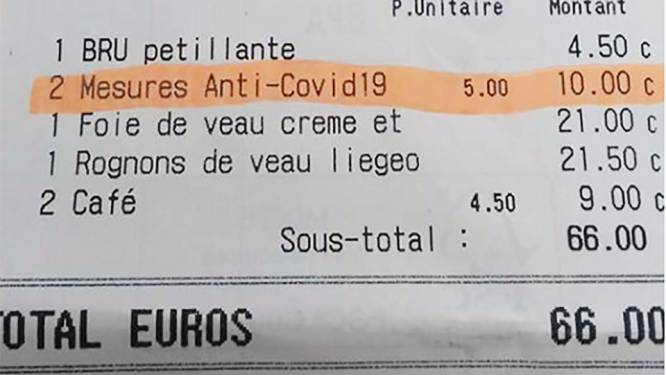 P.Unitaire Montant
1 BRU petillante 4.50 c
2 Mesures Anti-Covid19 5.00 10.00 c
1 Foie de veau creme et 21.00 c
1 Rognons de veau liegeo 21.50 c
2 Café 4.50 9.00 c
Sous-total : 66.00
TOTAL EUROS 66.00